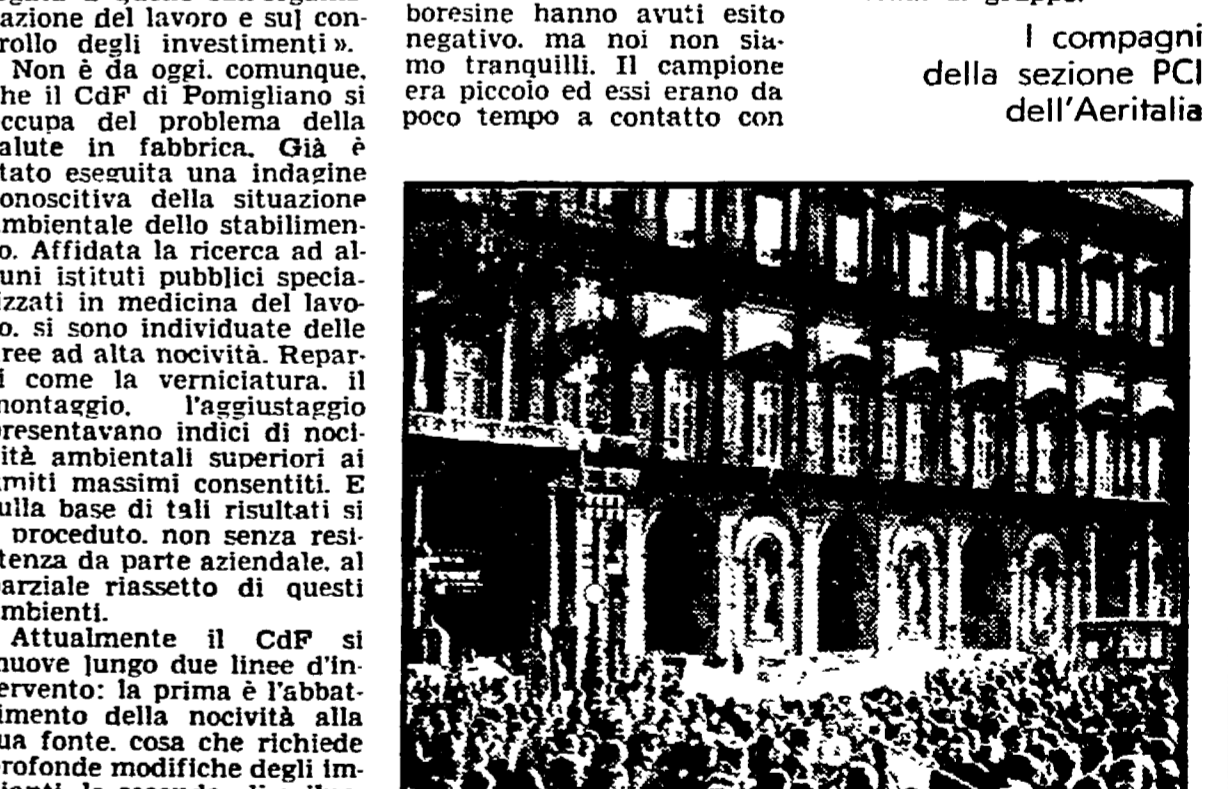 azione del lavoro e sul con-
rollo degli investimenti».
Non è da oggi. comunque.
he il CdF di Pomigliano si
ccupa del problema della
alute in fabbrica. Già è
tato eseguita una indagine
onoscitiva della situazione
mbientale dello stabilimen-
o. Affidata la ricerca ad al-
uni istituti pubblici specia-
izzati in medicina del lavo-
o. si sono individuate delle
ree ad alta nocività. Repar-
i come la verniciatura. il
montaggio. l'aggiustaggio
presentavano indici di noci-
ità ambientali superiori ai
imiti massimi consentiti. E
ulla base di tali risultati si
proceduto. non senza resi-
tenza da parte aziendale. al
parziale riassetto di questi
mbienti.
Attualmente il CdF si
muove lungo due linee d'in-
ervento: la prima è l'abbat-
imento della nocività alla
ua fonte. cosa che richiede
rofonde modifiche degli im-
boresine hanno avuti esito
negativo. ma noi non sia-
mo tranquilli. Il campione
era piccolo ed essi erano da
poco tempo a contatto con
I compagni
della sezione PCI
dell'Aeritalia